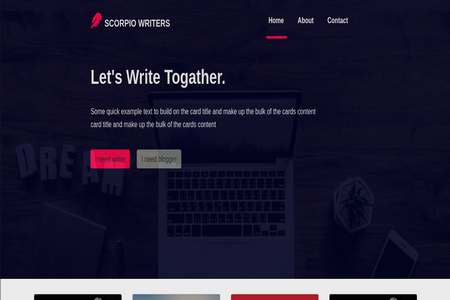 SCORPIO WRITERS
Home About Contact
Let's Write Togather.
Some quick example text to build on the card title and make up the bulk of the cards content
card title and make up the bulk of the cards content
DREAM
I need writer I need blogger